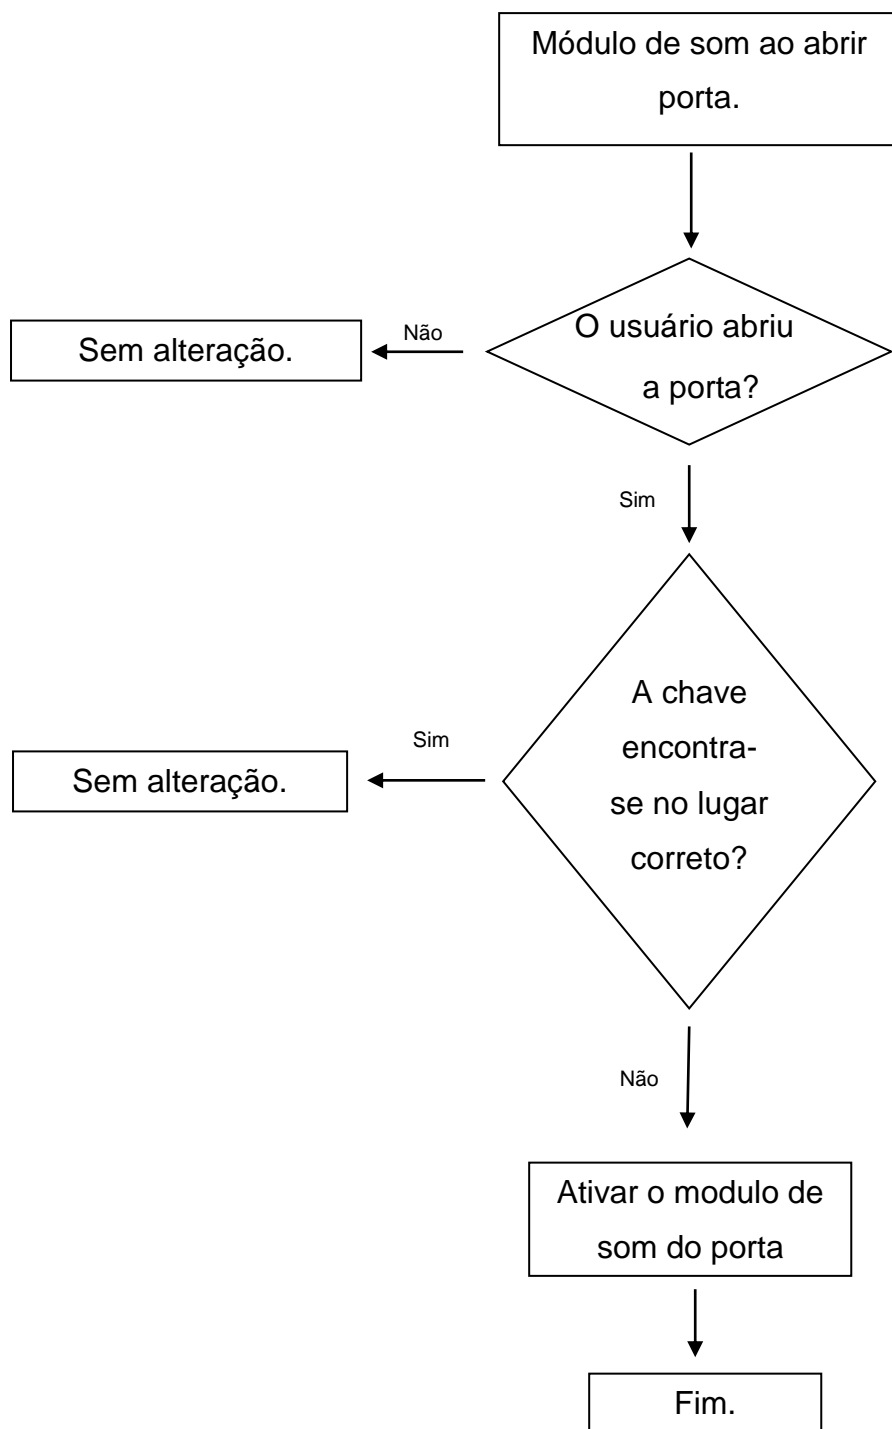 Módulo de som ao abrir
porta.
O usuário abriu
a porta?
Não
Sem alteração.
Sim
A chave
encontra-
se no lugar
correto?
Sim
Sem alteração.
Não
Ativar o modulo de
som do porta
Fim.